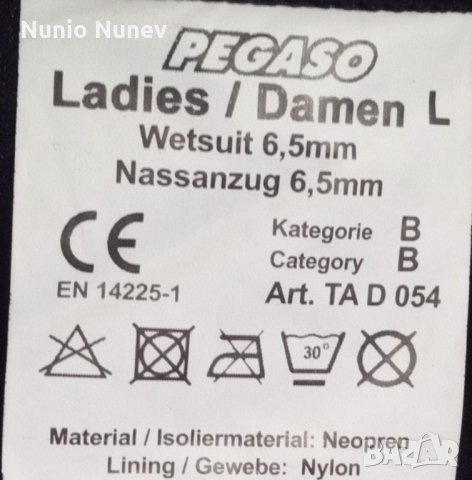 Nunio Nunev
PEGASO
Ladies / Damen L
Wetsuit 6,5mm
Nassanzug 6,5mm
CE
EN 14225-1
Kategorie B
Category B
Art. TA D 054
30°
Material / Isoliermaterial: Neopren
Lining / Gewebe: Nylon
BAZAR